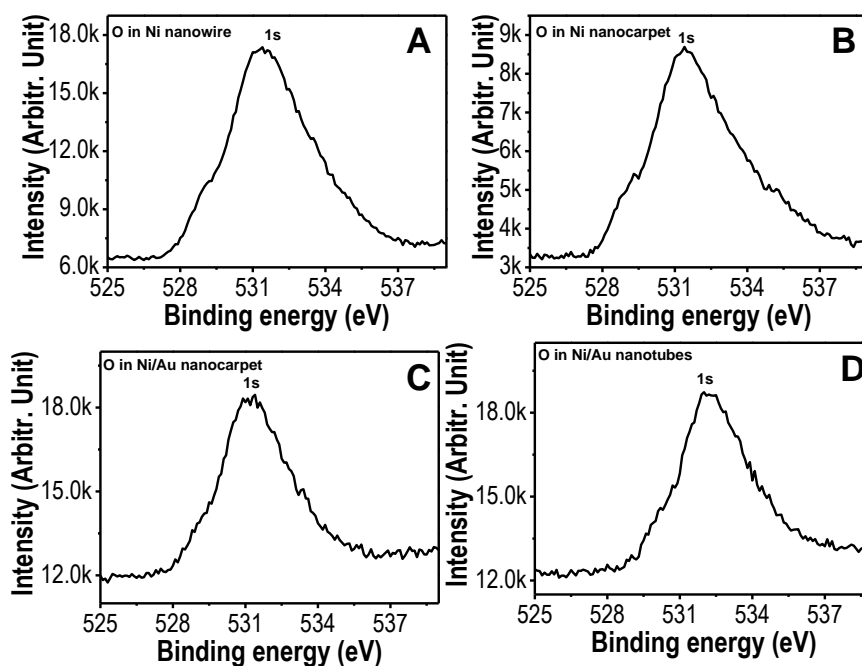 O in Ni nanowire
1s
A
18.0k
15.0k
12.0k
9.0k
6.0k
Intensity (Arbitr. Unit)
525 528 531 534 537
Binding energy (eV)
O in Ni nanocarpet
1s
B
9k
8k
7k
6k
5k
4k
3k
Intensity (Arbitr. Unit)
525 528 531 534 537
Binding energy (eV)
O in Ni/Au nanocarpet
1s
C
18.0k
15.0k
12.0k
Intensity (Arbitr. Unit)
525 528 531 534 537
Binding energy (eV)
O in Ni/Au nanotubes
1s
D
18.0k
15.0k
12.0k
Intensity (Arbitr. Unit)
525 528 531 534 537
Binding energy (eV)